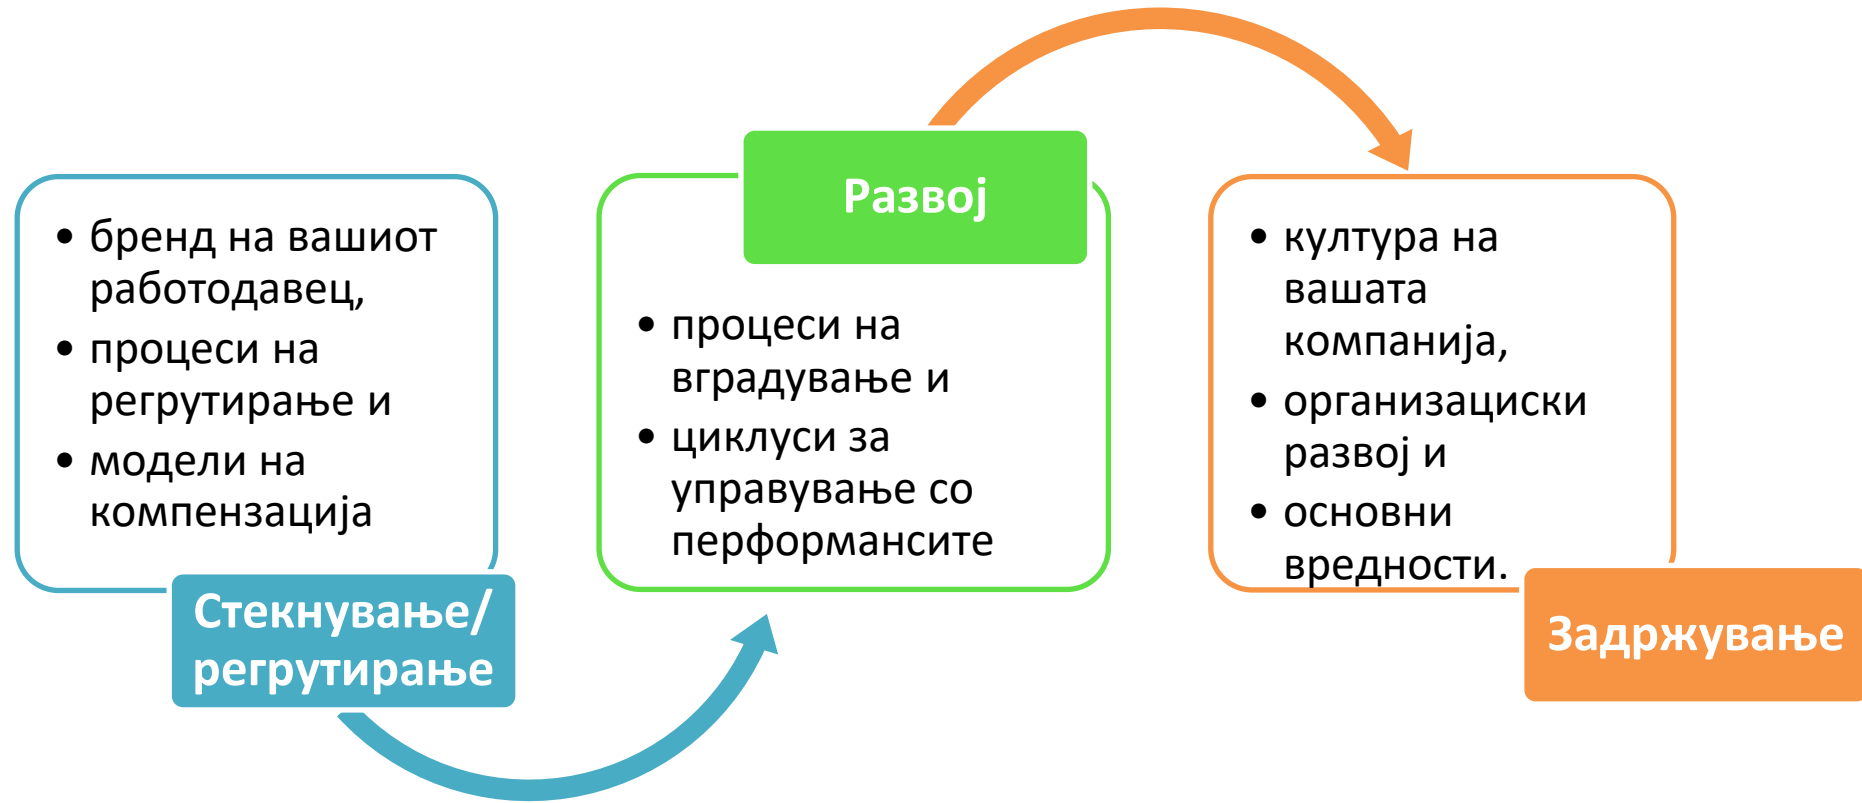 • бренд на вашиот
работодавец,
• процеси на
регрутирање и
• модели на
компензација
Стекнување/
регрутирање
Развој
• процеси на
вградување и
• циклуси за
управување со
перформансите
• култура на
вашата
компанија,
• организациски
развој и
• основни
вредности.
Задржување